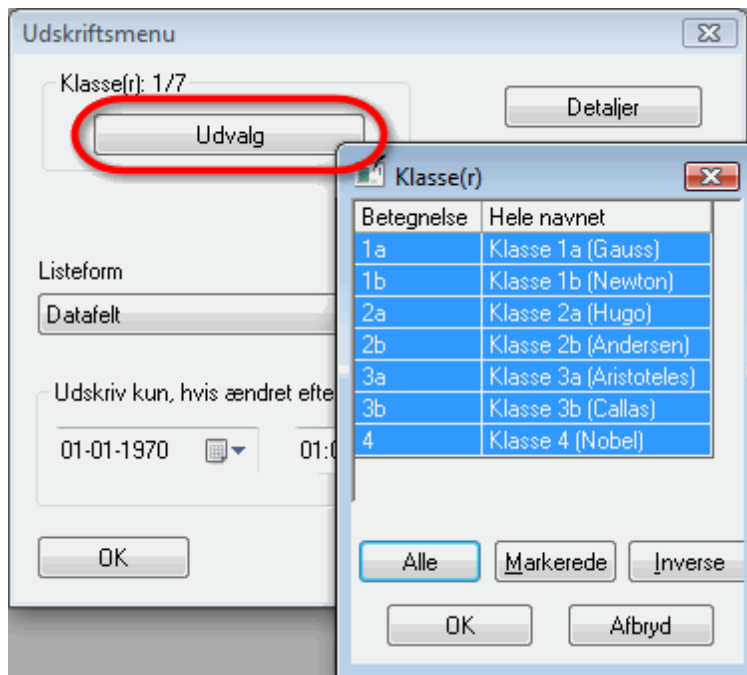 Udskriftsmenu
Klasse(r): 1/7
Udvalg
Detaljer
Listeform
Datafelt
Udskriv kun, hvis ændret efte
01-01-1970 01:0
OK
Klasse(r)
Betegnelse Hele navnet
1a Klasse 1a (Gauss)
1b Klasse 1b (Newton)
2a Klasse 2a (Hugo)
2b Klasse 2b (Andersen)
3a Klasse 3a (Aristoteles)
3b Klasse 3b (Callas)
4 Klasse 4 (Nobel)
Alle Markerede Inverse
OK Afbryd